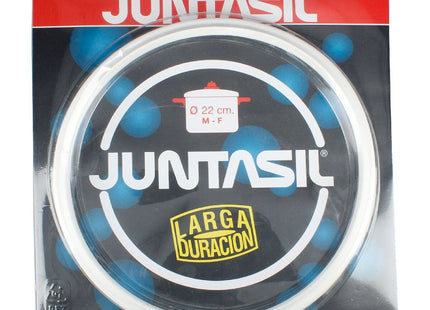 JUNTASIL
Ø 22 cm.
M - F
JUNTASIL®
LARGA
DURACION